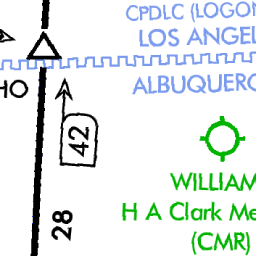 CPDLC (LOGON
LOS ANGEL
ALBUQUERQ
HO
42
28
WILLIAM
H A Clark Me
(CMR)